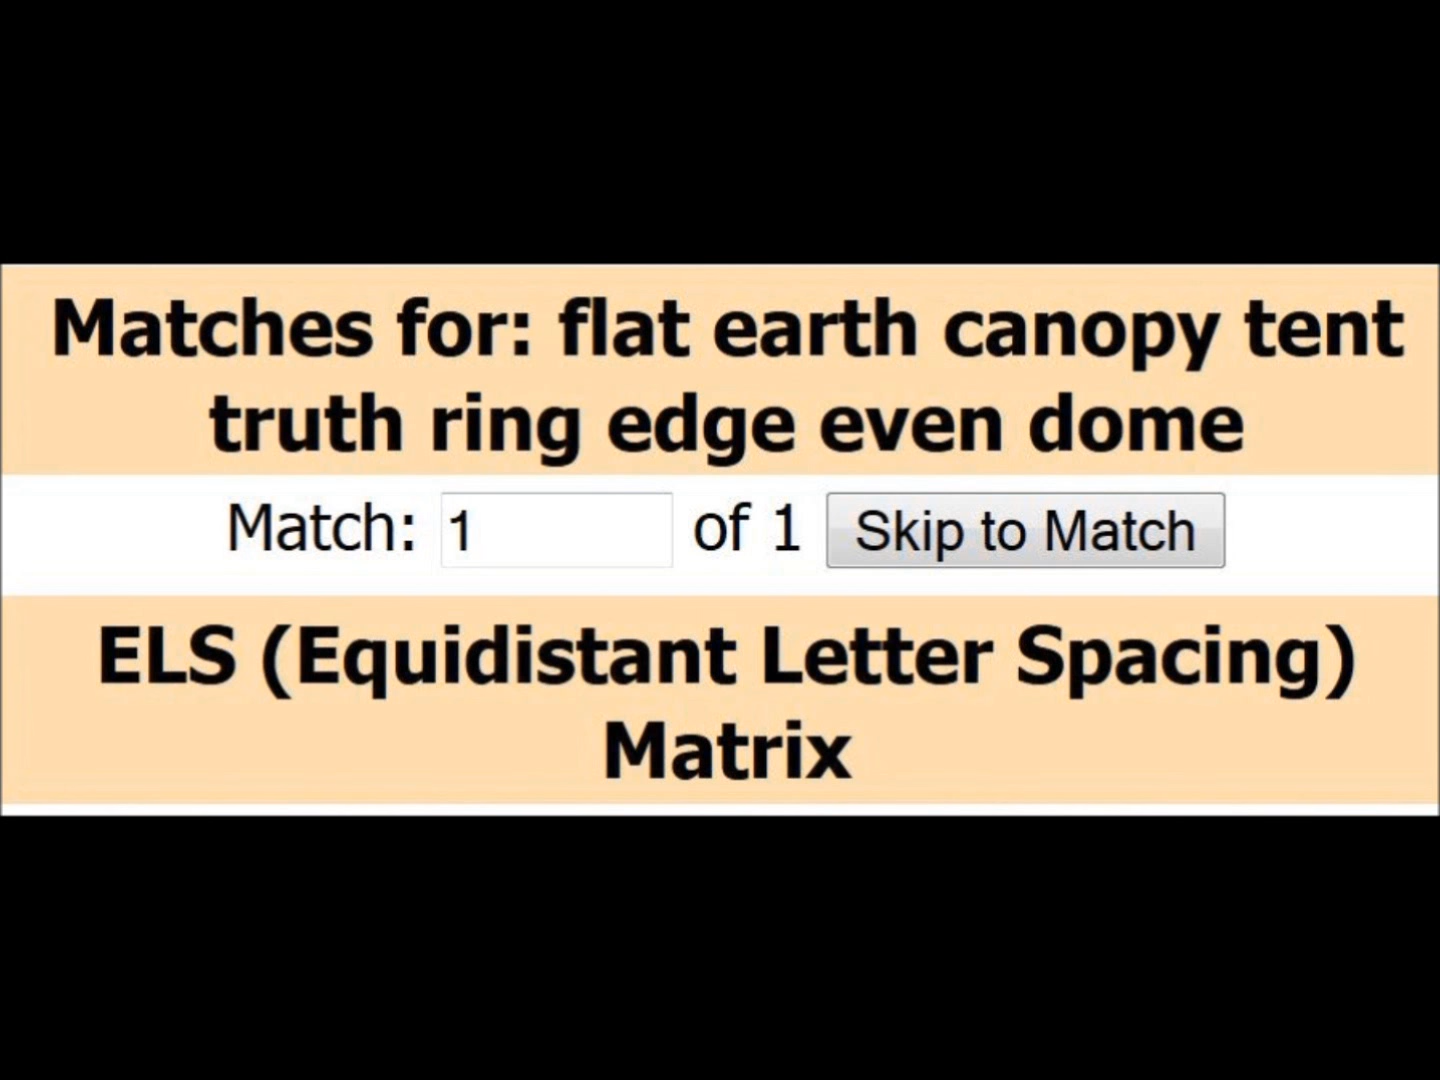 Matches for: flat earth canopy tent
truth ring edge even dome
Match: 1 of 1 Skip to Match
ELS (Equidistant Letter Spacing)
Matrix